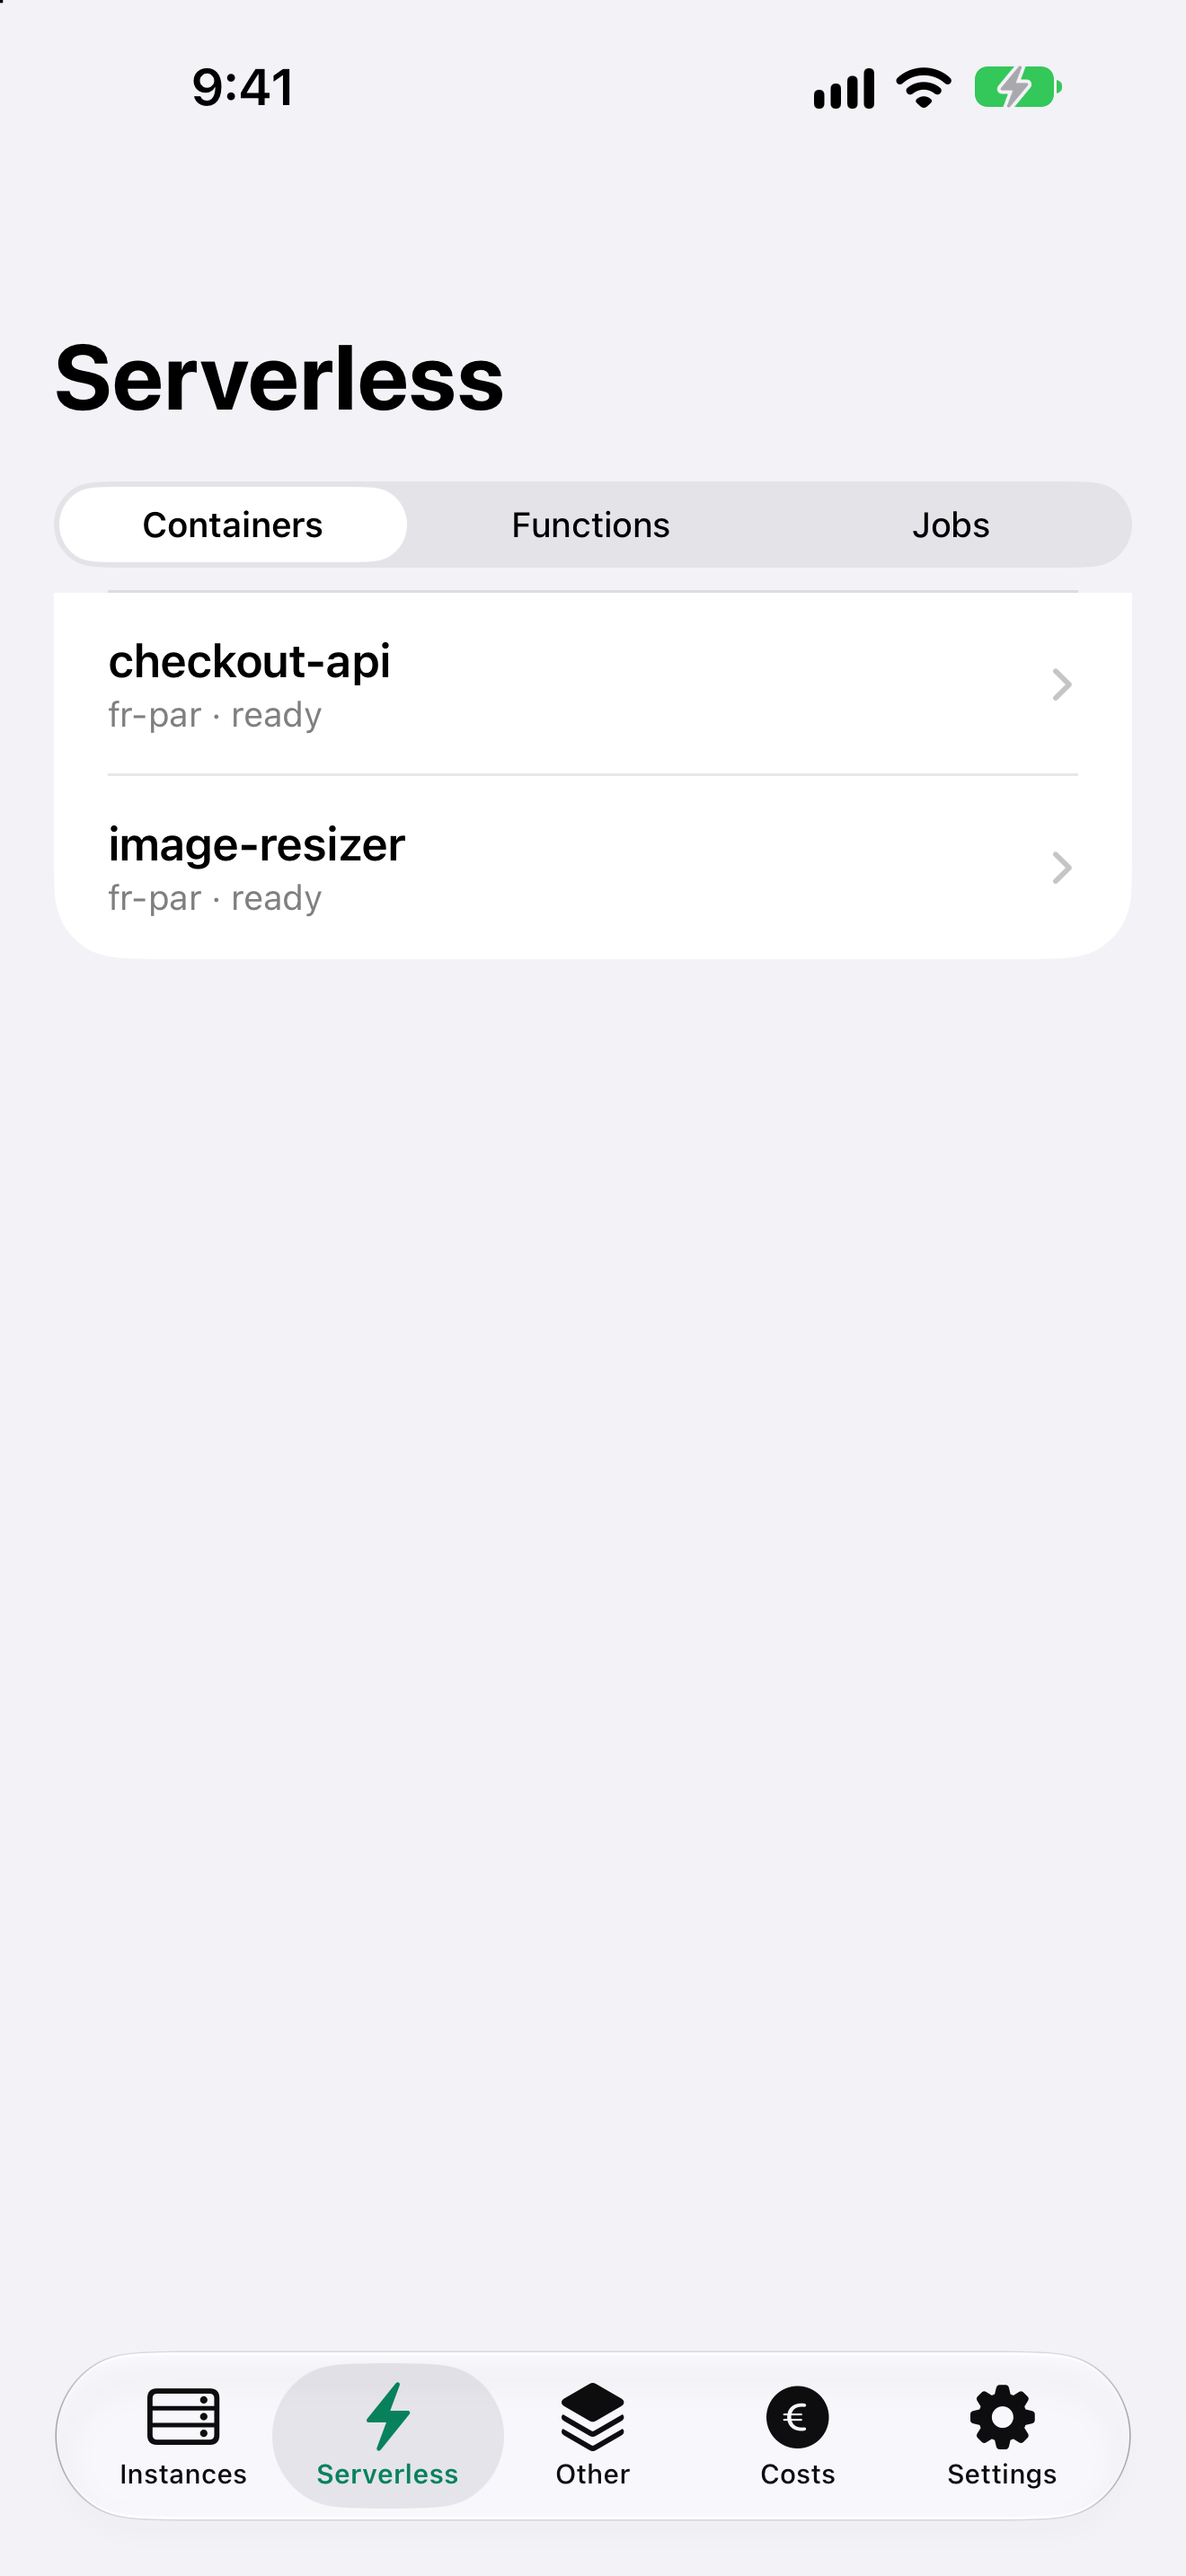 9:41
Serverless
Containers
Functions
Jobs
checkout-api
fr-par · ready
image-resizer
fr-par · ready
Instances
Serverless
Other
€
Costs
Settings